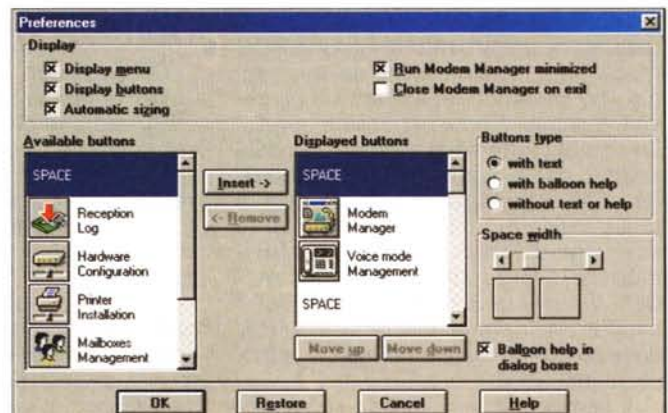 Preferences
Display
Display menu
Display buttons
Automatic sizing
Run Modem Manager minimized
Close Modem Manager on exit
Available buttons
SPACE
Reception
Log
Hardware
Configuration
Printer
Installation
Mailboxes
Management
Insert ->
<- Remove
Displayed buttons
SPACE
Modem
Manager
Voice mode
Management
SPACE
Move up
Move down
Buttons type
with text
with balloon help
without text or help
Space width
Balloon help in
dialog boxes
OK
Restore
Cancel
Help